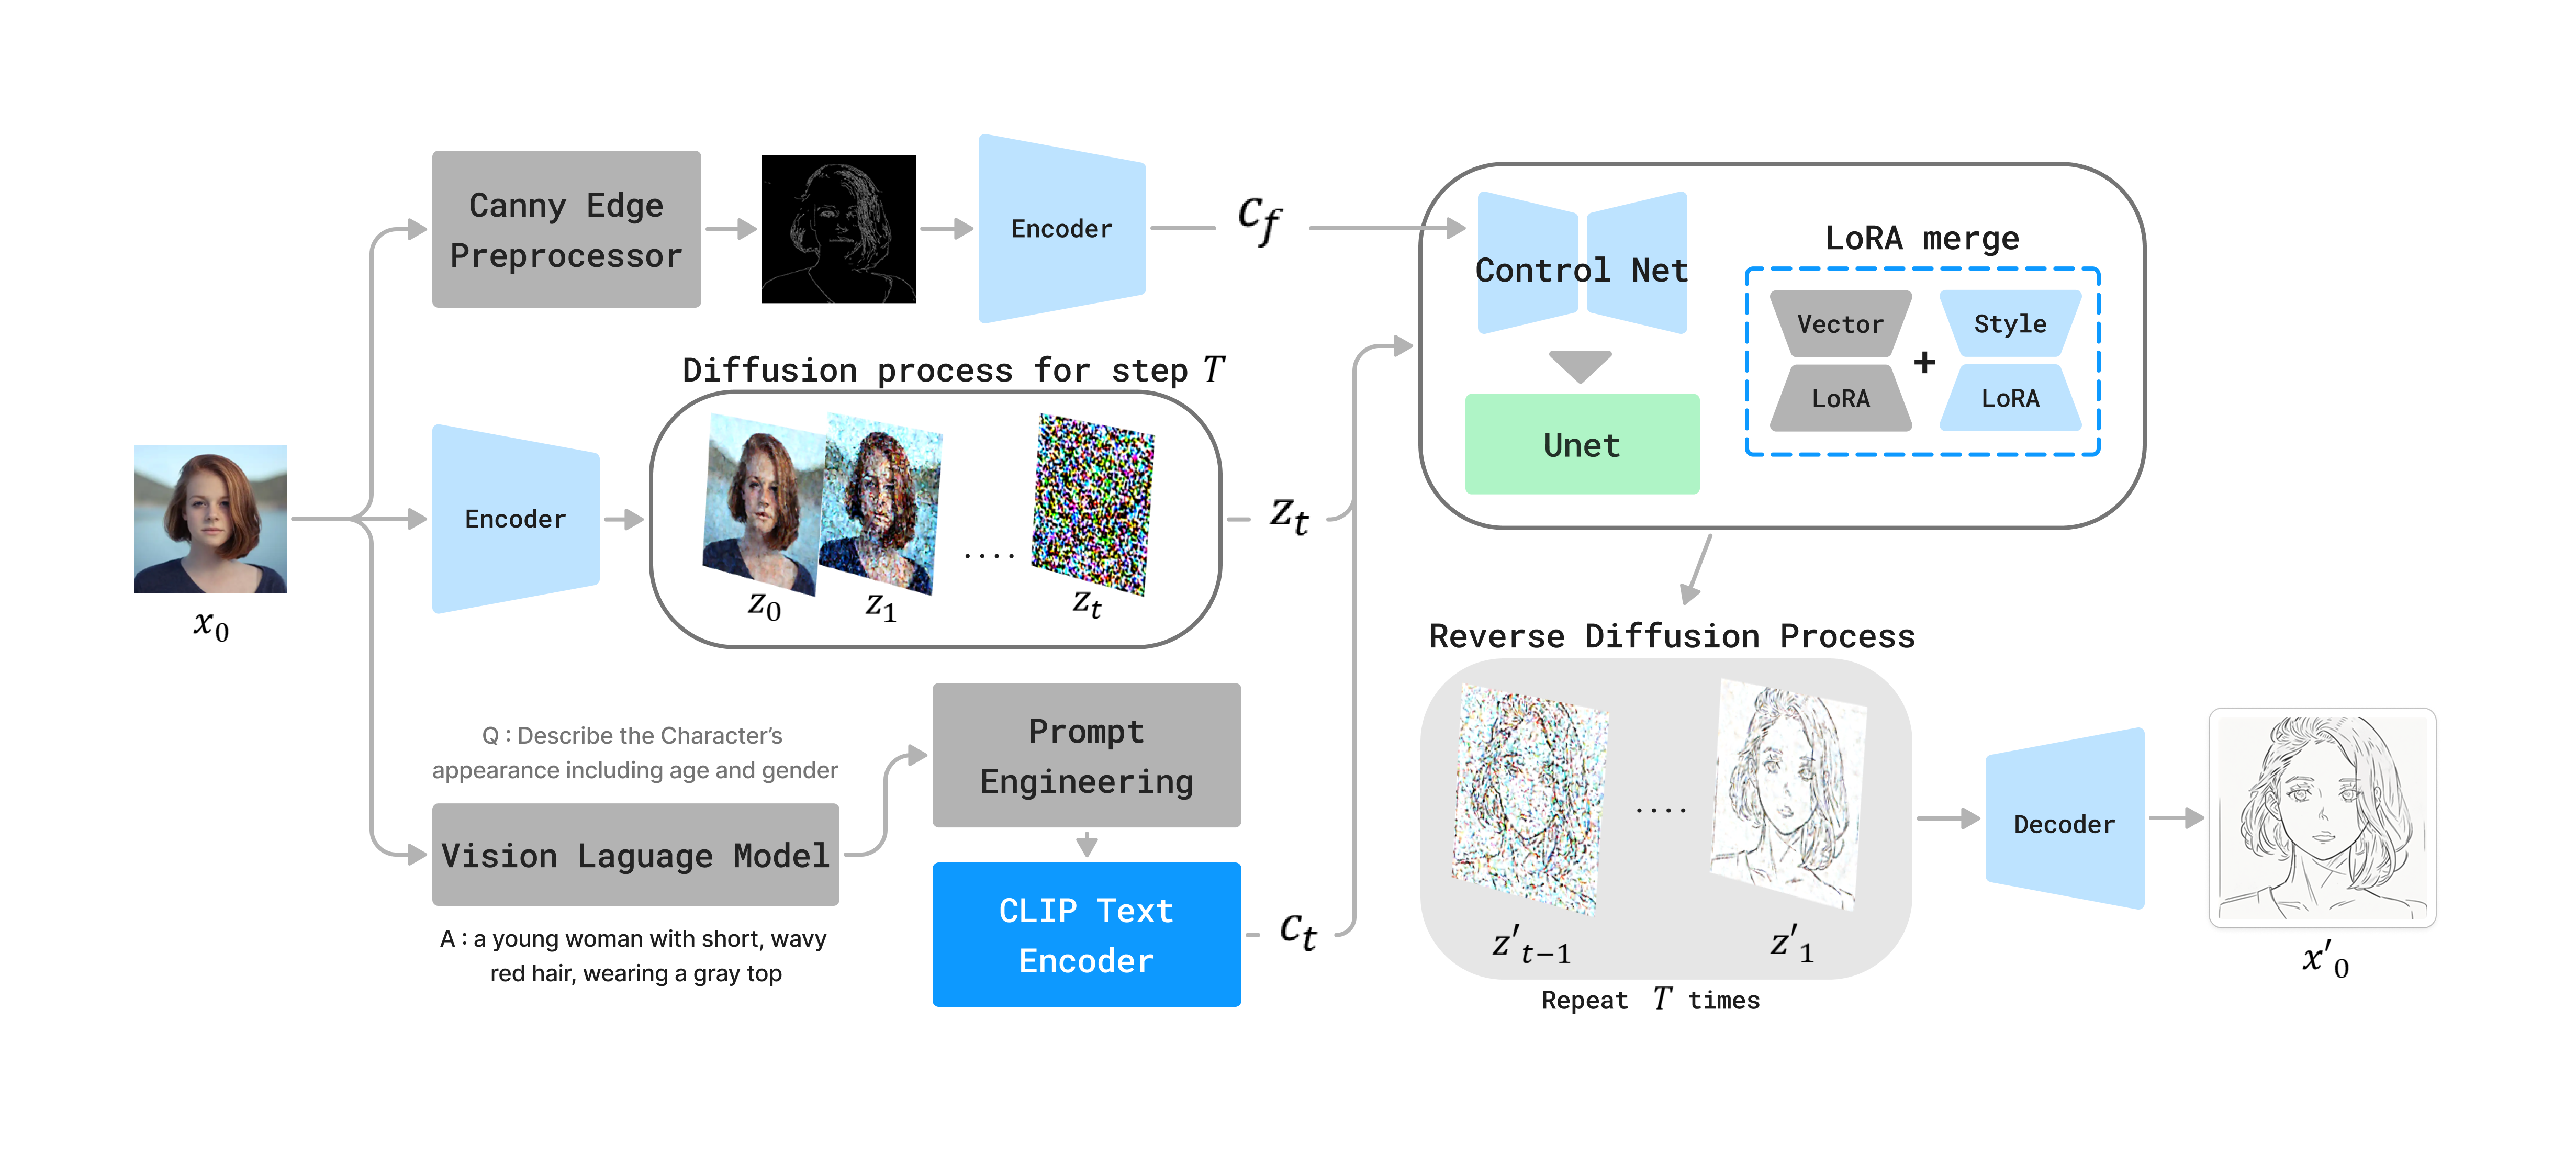 Canny Edge
Preprocessor
Encoder
C_f
Control Net
LoRA merge
Vector
LoRA
+
Style
LoRA
Unet
Diffusion process for step T
Encoder
z_0
z_1
....
z_t
z_t
x_0
Q : Describe the Character’s
appearance including age and gender
Vision Laguage Model
A : a young woman with short, wavy
red hair, wearing a gray top
Prompt
Engineering
CLIP Text
Encoder
C_t
Reverse Diffusion Process
....
z'_{t−1}
z'_1
Repeat T times
Decoder
x'_0